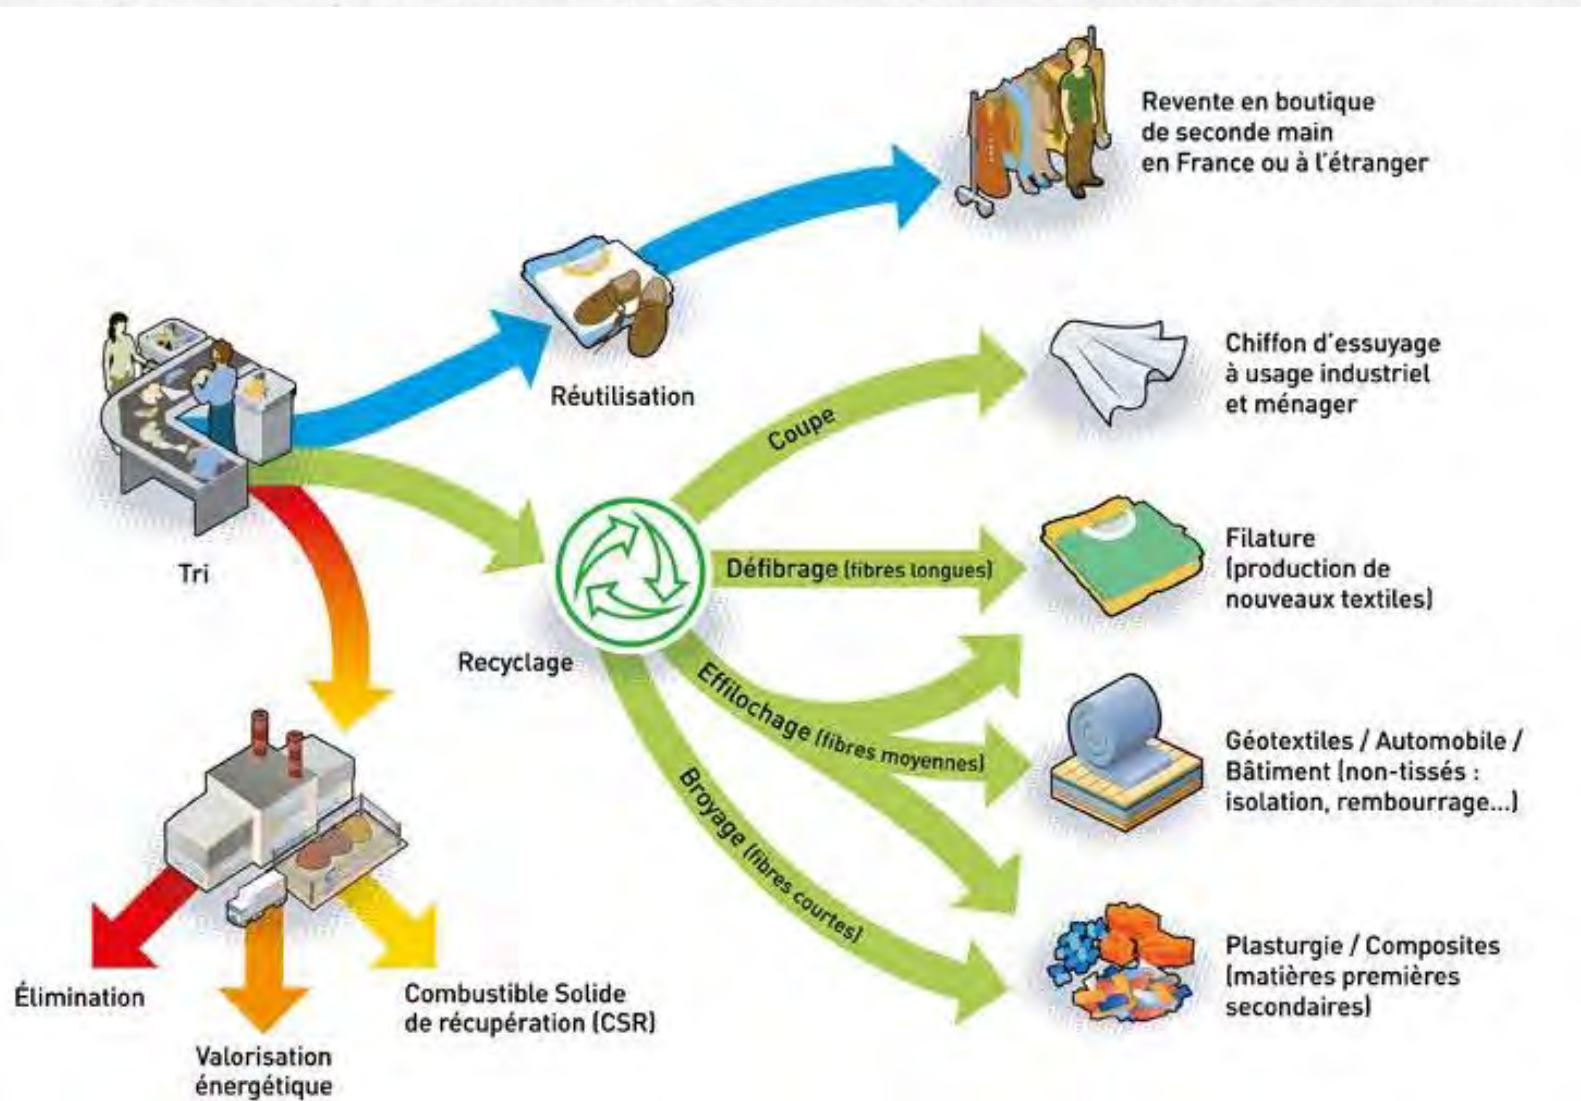 Revente en boutique
de seconde main
en France ou à l'étranger
Réutilisation
Chiffon d'essuyage
à usage industriel
et ménager
Coupe
Tri
Défibrage (fibres longues)
Filature
(production de
nouveaux textiles)
Recyclage
Effilochage (fibres moyennes)
Géotextiles / Automobile /
Bâtiment (non-tissés :
isolation, rembourrage...)
Broyage (fibres courtes)
Plasturgie / Composites
(matières premières
secondaires)
Élimination
Combustible Solide
de récupération (CSR)
Valorisation
énergétique